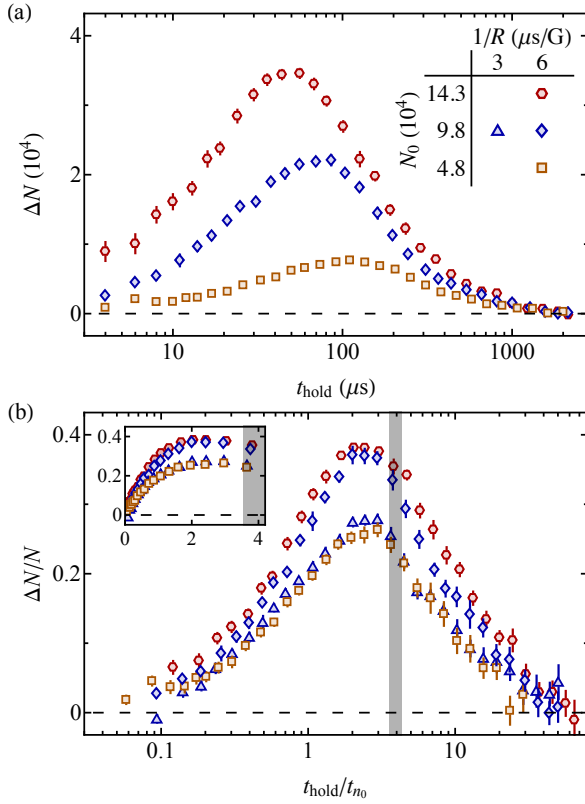 (a)
1/R (μs/G)
3 6
14.3
9.8
4.8
N₀ (10⁴)
ΔN (10⁴)
4
2
0
10 100 1000
t_hold (μs)
(b)
0.4
0.2
0
0 2 4
ΔN/N
0.4
0.2
0
0.1 1 10
t_hold/t_n₀